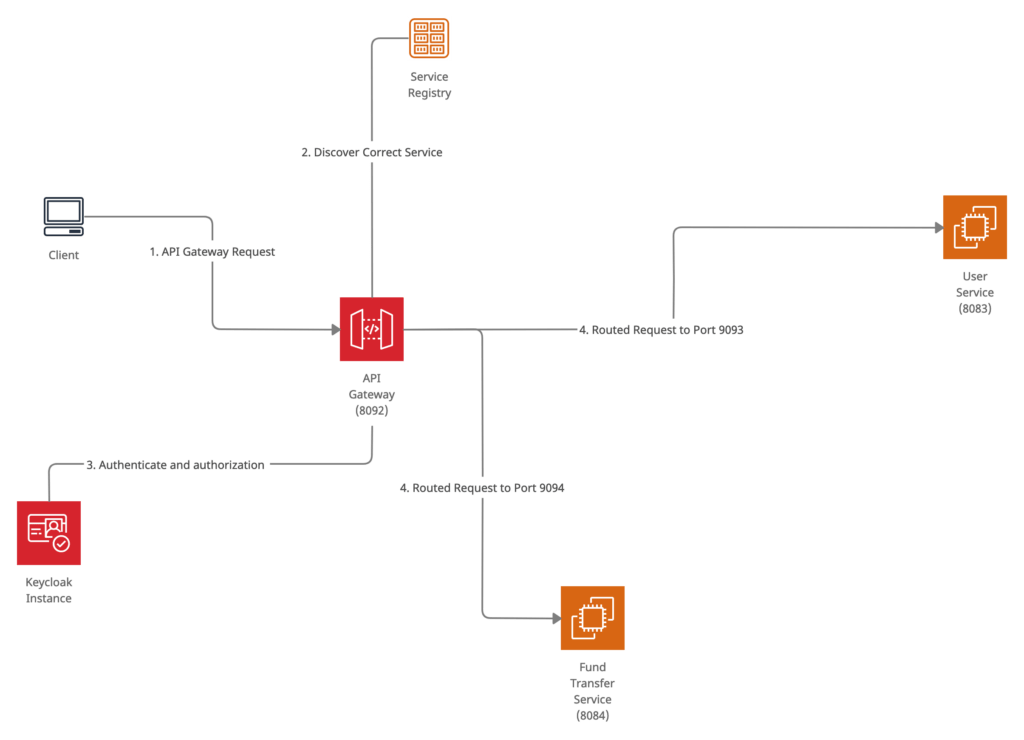 Service
Registry
2. Discover Correct Service
Client
1. API Gateway Request
User
Service
(8083)
4. Routed Request to Port 9093
API
Gateway
(8092)
3. Authenticate and authorization
4. Routed Request to Port 9094
Keycloak
Instance
Fund
Transfer
Service
(8084)